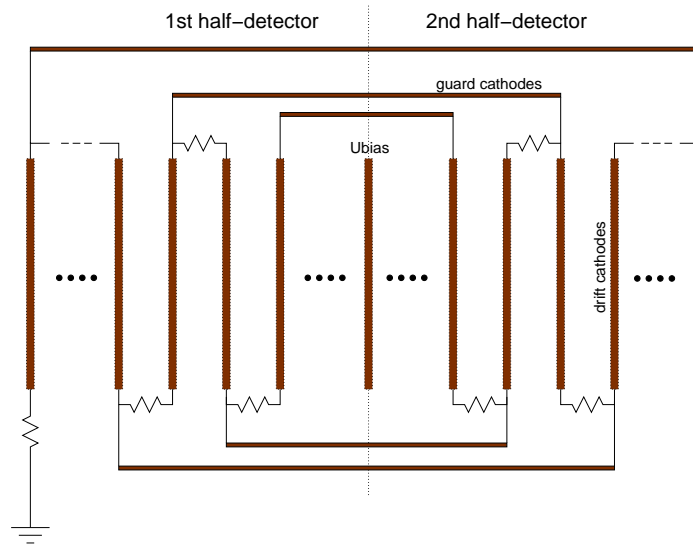 1st half−detector
2nd half−detector
guard cathodes
Ubias
drift cathodes